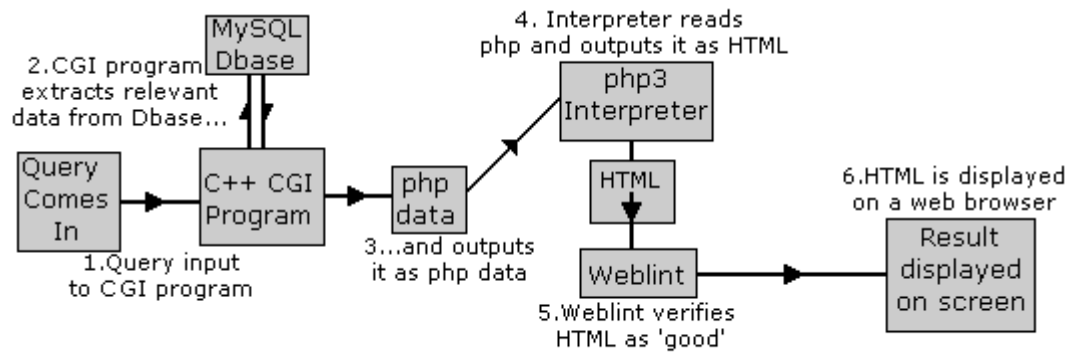 4. Interpreter reads
php and outputs it as HTML
MySQL
Dbase
2.CGI program
extracts relevant
data from Dbase...
php3
Interpreter
Query
Comes
In
C++ CGI
Program
php
data
HTML
6.HTML is displayed
on a web browser
3...and outputs
it as php data
1.Query input
to CGI program
Weblint
Result
displayed
on screen
5.Weblint verifies
HTML as 'good'